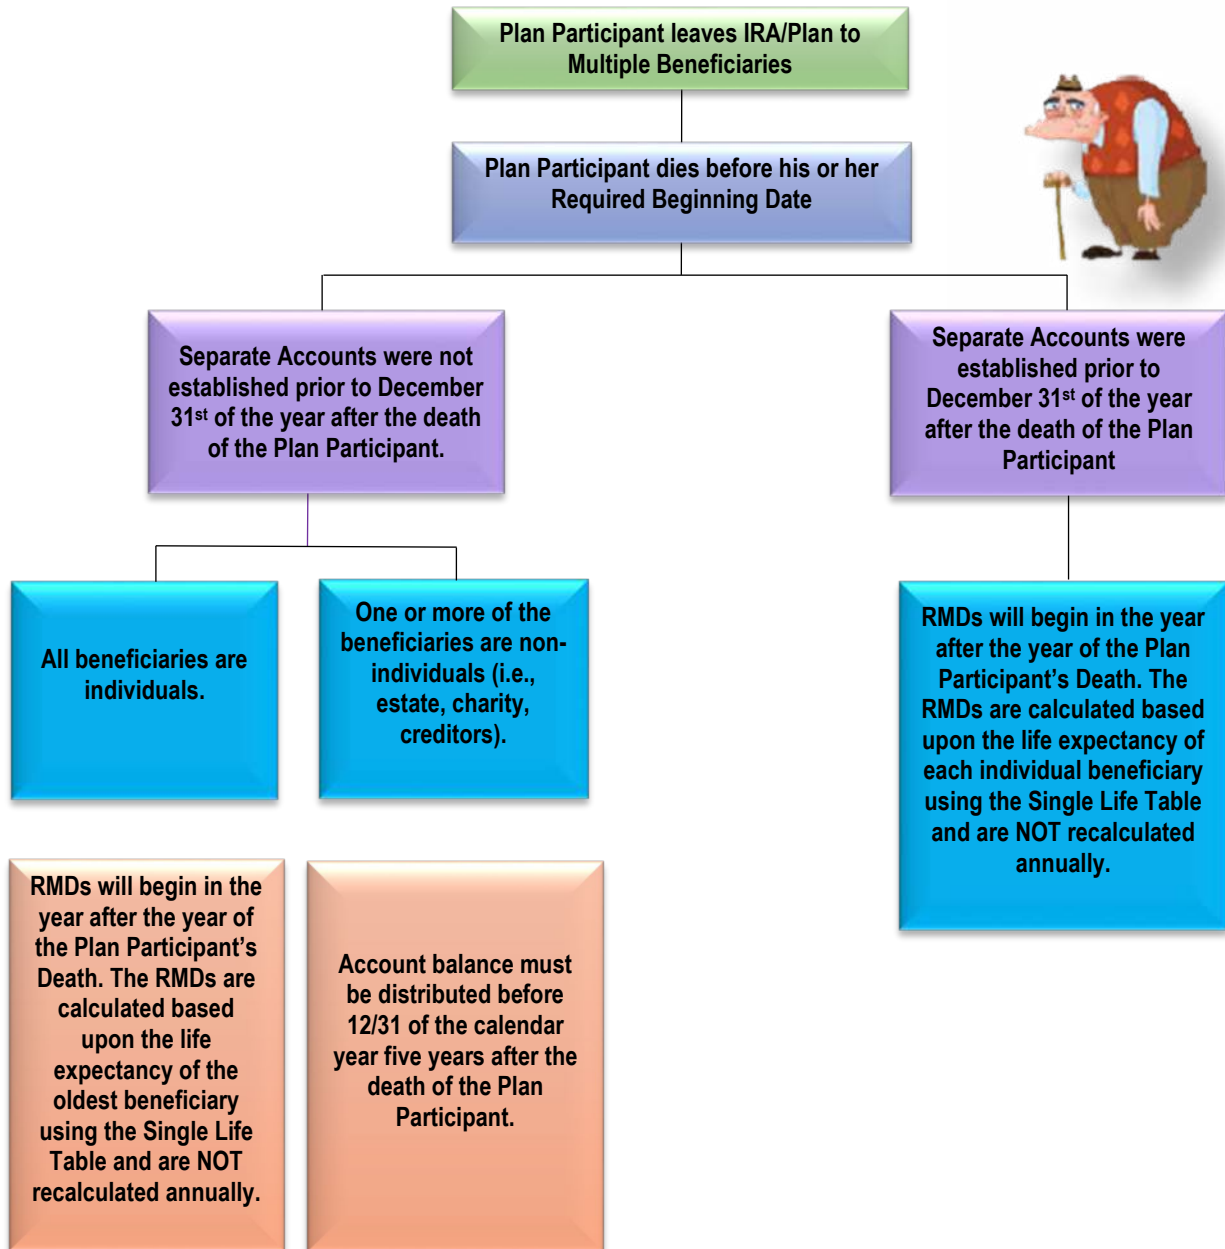 Plan Participant leaves IRA/Plan to
Multiple Beneficiaries
Plan Participant dies before his or her
Required Beginning Date
Separate Accounts were not
established prior to December
31st of the year after the death
of the Plan Participant.
Separate Accounts were
established prior to
December 31st of the year
after the death of the Plan
Participant
All beneficiaries are
individuals.
One or more of the
beneficiaries are non-
individuals (i.e.,
estate, charity,
creditors).
RMDs will begin in the year
after the year of the Plan
Participant’s Death. The
RMDs are calculated based
upon the life expectancy of
each individual beneficiary
using the Single Life Table
and are NOT recalculated
annually.
RMDs will begin in the
year after the year of
the Plan Participant’s
Death. The RMDs are
calculated based
upon the life
expectancy of the
oldest beneficiary
using the Single Life
Table and are NOT
recalculated annually.
Account balance must
be distributed before
12/31 of the calendar
year five years after the
death of the Plan
Participant.